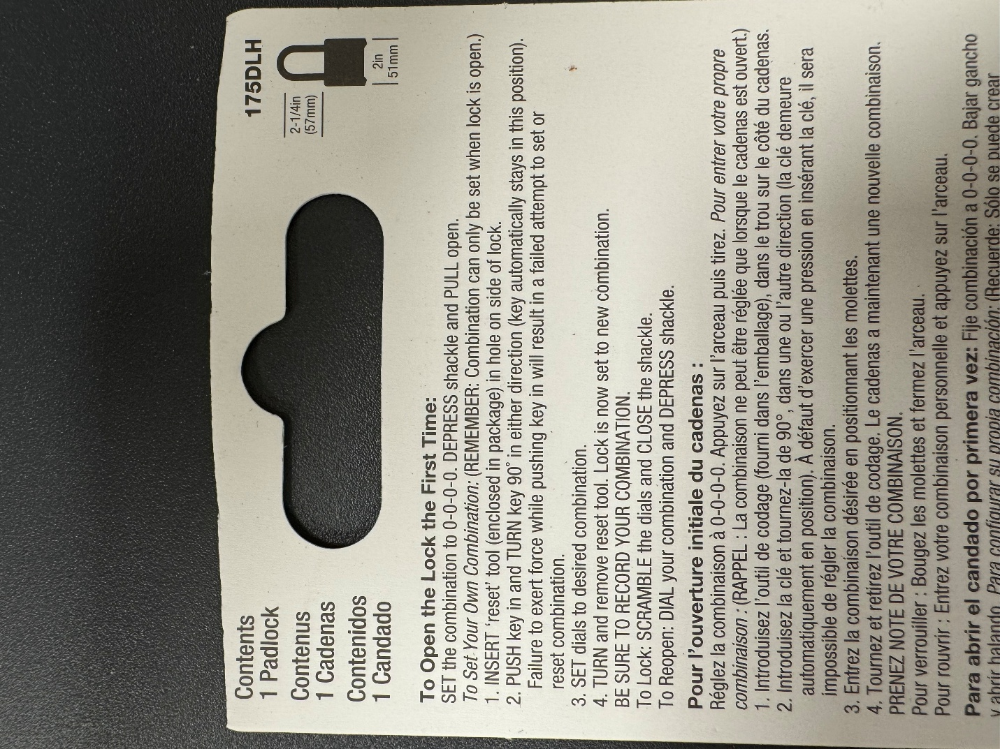 Contents
1 Padlock
Contenus
1 Cadenas
Contenidos
1 Candado
175DLH
2-1/4in
(57mm)
2in
51mm
To Open the Lock the First Time:
SET the combination to 0-0-0-0. DEPRESS shackle and PULL open.
To Set Your Own Combination: (REMEMBER: Combination can only be set when lock is open.)
1. INSERT 'reset' tool (enclosed in package) in hole on side of lock.
2. PUSH key in and TURN key 90° in either direction (key automatically stays in this position).
Failure to exert force while pushing key in will result in a failed attempt to set or
reset combination.
3. SET dials to desired combination.
4. TURN and remove reset tool. Lock is now set to new combination.
BE SURE TO RECORD YOUR COMBINATION.
To Lock: SCRAMBLE the dials and CLOSE the shackle.
To Reopen: DIAL your combination and DEPRESS shackle.
Pour l'ouverture initiale du cadenas :
Réglez la combinaison à 0-0-0-0. Appuyez sur l'arceau puis tirez. Pour entrer votre propre
combinaison : (RAPPEL : La combinaison ne peut être réglée que lorsque le cadenas est ouvert.)
1. Introduisez l'outil de codage (fourni dans l'emballage), dans le trou sur le côté du cadenas.
2. Introduisez la clé et tournez-la de 90°, dans une ou l'autre direction (la clé demeure
automatiquement en position). À défaut d'exercer une pression en insérant la clé, il sera
impossible de régler la combinaison.
3. Entrez la combinaison désirée en positionnant les molettes.
4. Tournez et retirez l'outil de codage. Le cadenas a maintenant une nouvelle combinaison.
PRENEZ NOTE DE VOTRE COMBINAISON.
Pour verrouiller : Bougez les molettes et fermez l'arceau.
Pour rouvrir : Entrez votre combinaison personnelle et appuyez sur l'arceau.
Para abrir el candado por primera vez: Fije combinación a 0-0-0-0. Bajar gancho
y abrir halando. Para configurar su propia combinación: (Recuerde: Sólo se puede crear